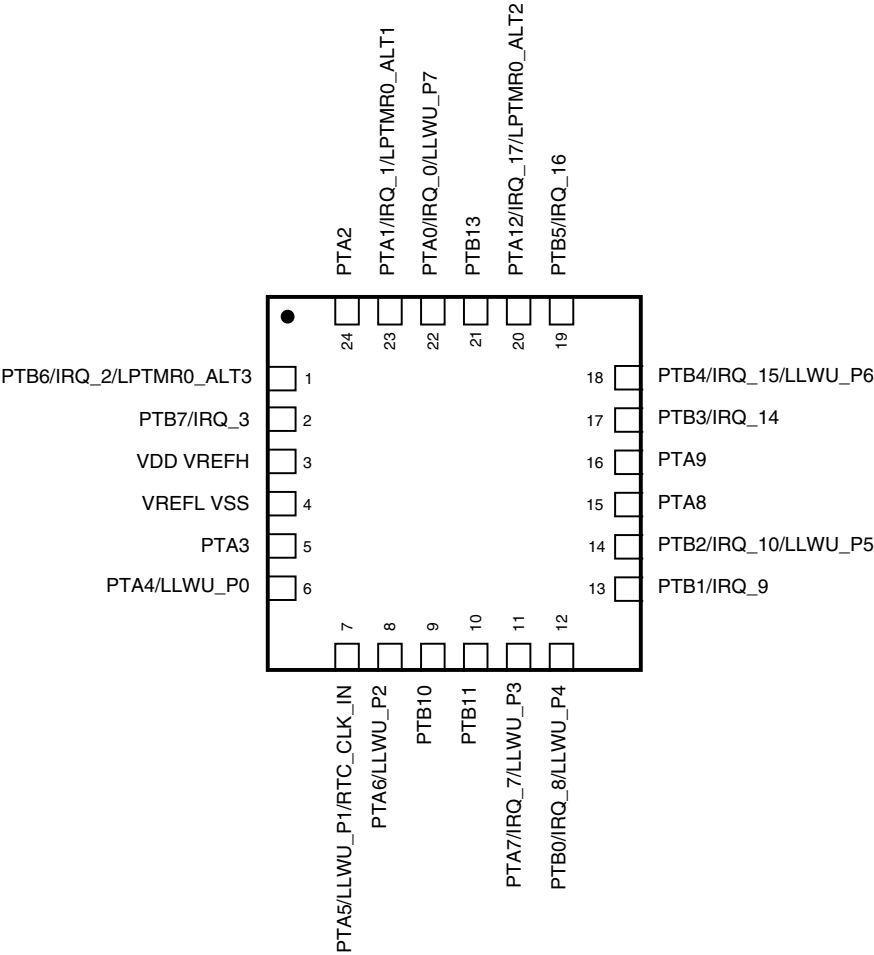 PTA2
PTA1/IRQ_1/LPTMR0_ALT1
PTA0/IRQ_0/LLWU_P7
PTB13
PTA12/IRQ_17/LPTMR0_ALT2
PTB5/IRQ_16
24
23
22
21
20
19
PTB6/IRQ_2/LPTMR0_ALT3
1
18
PTB4/IRQ_15/LLWU_P6
PTB7/IRQ_3
2
17
PTB3/IRQ_14
VDD VREFH
3
16
PTA9
VREFL VSS
4
15
PTA8
PTA3
5
14
PTB2/IRQ_10/LLWU_P5
PTA4/LLWU_P0
6
13
PTB1/IRQ_9
7
8
9
10
11
12
PTA5/LLWU_P1/RTC_CLK_IN
PTA6/LLWU_P2
PTB10
PTB11
PTA7/IRQ_7/LLWU_P3
PTB0/IRQ_8/LLWU_P4